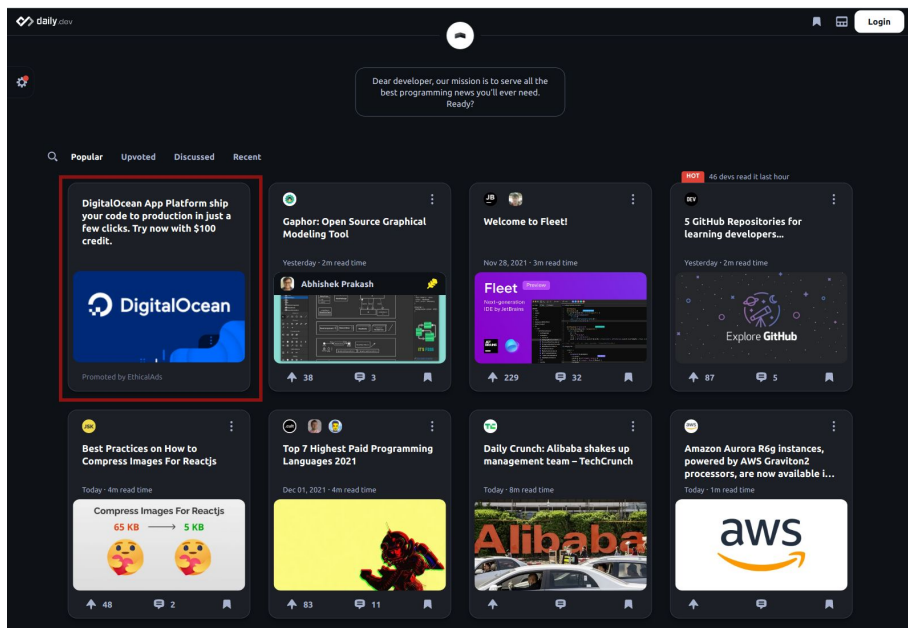 daily.dev
Login
Dear developer, our mission is to serve all the
best programming news you'll ever need.
Ready?
Popular Upvoted Discussed Recent
DigitalOcean App Platform ship
your code to production in just a
few clicks. Try now with $100
credit.
DigitalOcean
Promoted by EthicalAds
Gaphor: Open Source Graphical
Modeling Tool
Yesterday · 2m read time
Abhishek Prakash
IT'S FOSS
38 3
JB
Welcome to Fleet!
Nov 28, 2021 · 3m read time
Fleet Preview
Next-generation
IDE by JetBrains
229 32
HOT 46 devs read it last hour
DEV
5 GitHub Repositories for
learning developers...
Yesterday · 2m read time
Explore GitHub
87 5
JSK
Best Practices on How to
Compress Images For Reactjs
Today · 4m read time
Compress Images For Reactjs
65 KB → 5 KB
48 2
Top 7 Highest Paid Programming
Languages 2021
Dec 01, 2021 · 4m read time
83 11
TC
Daily Crunch: Alibaba shakes up
management team – TechCrunch
Today · 8m read time
Alibaba
aws
Amazon Aurora R6g instances,
powered by AWS Graviton2
processors, are now available i...
Today · 1m read time
aws